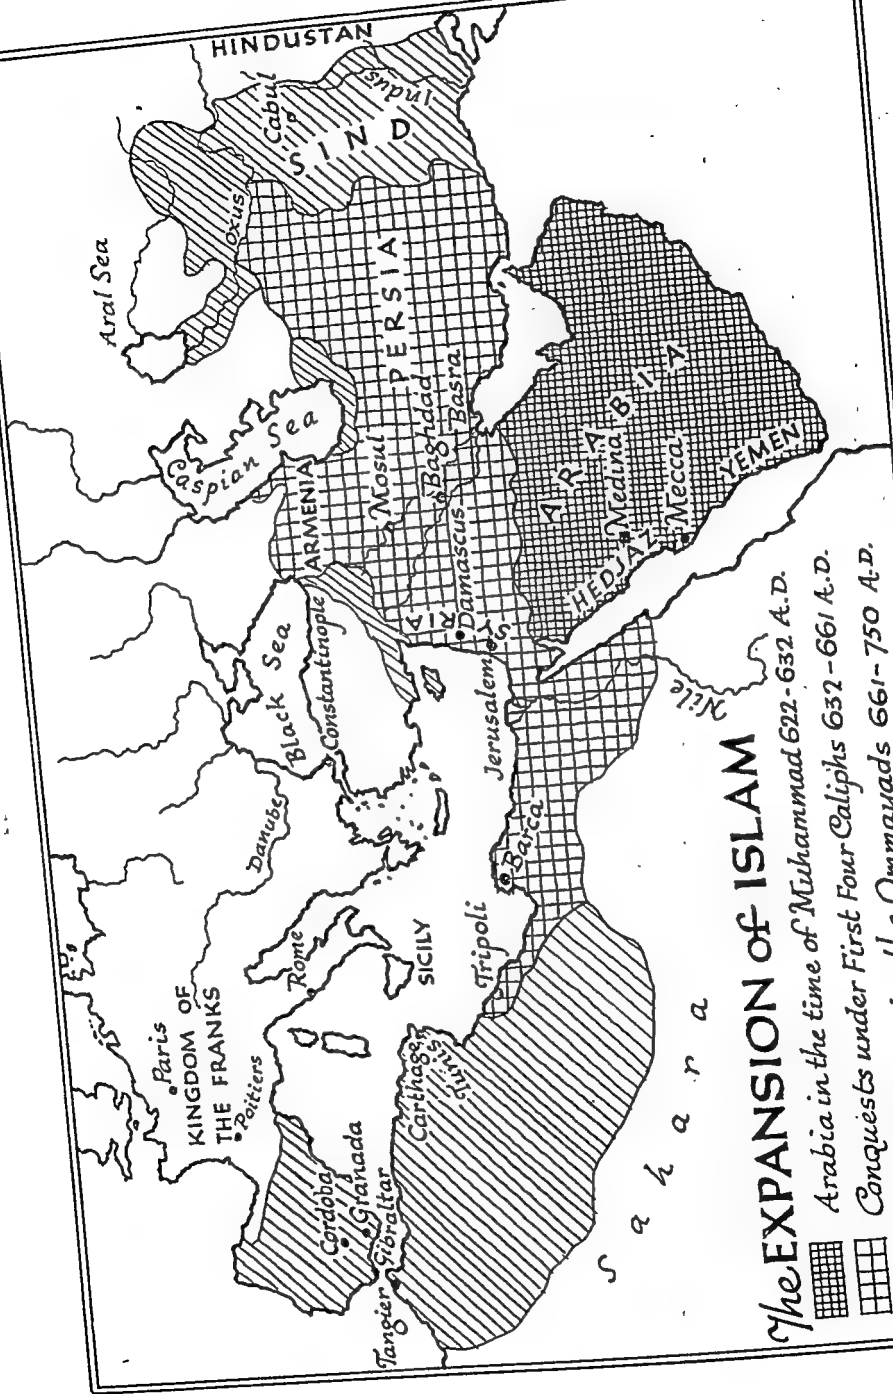 HINDUSTAN
Cabul
Indus
SIND
Oxus
Aral Sea
PERSIA
Caspian Sea
ARMENIA
Mosul
Baghdad
Basra
ARABIA
Medina
Mecca
HEDJAZ
YEMEN
SYRIA
Damascus
Jerusalem
Black Sea
Constantinople
Danube
Nile
Barca
Tripoli
Rome
SICILY
Paris
KINGDOM OF
THE FRANKS
Poitiers
Carthage
Tunis
Cordoba
Granada
Gibraltar
Tangier
Sahara
The EXPANSION of ISLAM
Arabia in the time of Muhammad 622-632 A.D.
Conquests under First Four Caliphs 632-661 A.D.
Ommayads 661-750 A.D.